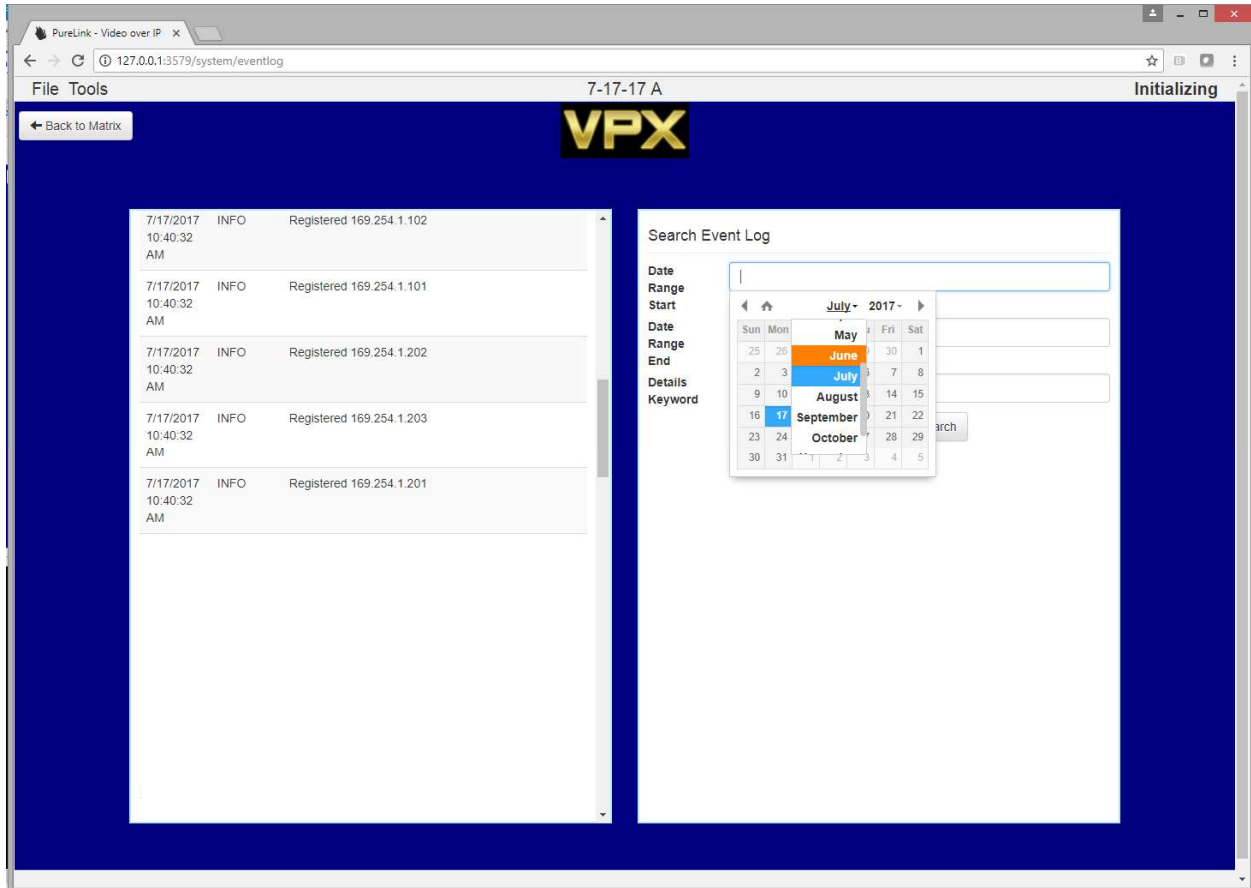 PureLink - Video over IP
127.0.0.1:3579/system/eventlog
File Tools
7-17-17 A
Initializing
Back to Matrix
VPX
7/17/2017 INFO Registered 169.254.1.102
10:40:32
AM
7/17/2017 INFO Registered 169.254.1.101
10:40:32
AM
7/17/2017 INFO Registered 169.254.1.202
10:40:32
AM
7/17/2017 INFO Registered 169.254.1.203
10:40:32
AM
7/17/2017 INFO Registered 169.254.1.201
10:40:32
AM
Search Event Log
Date
Range
Start
Date
Range
End
Details
Keyword
July 2017
Sun Mon Fri Sat
25 26 30 1
2 3 7 8
9 10 14 15
16 17 21 22
23 24 28 29
30 31 1 2 3 4 5
May
June
July
August
September
October